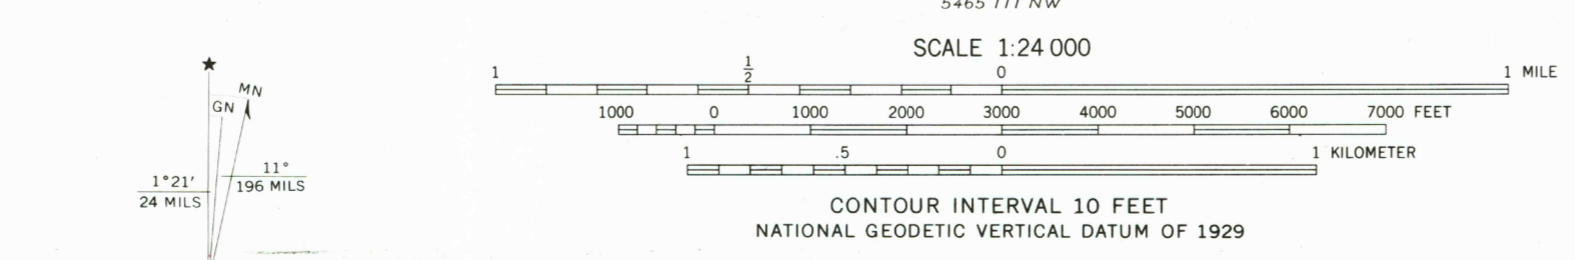 5465 III NW
SCALE 1:24 000
1 1/2 0 1 MILE
1000 0 1000 2000 3000 4000 5000 6000 7000 FEET
1 .5 0 1 KILOMETER
CONTOUR INTERVAL 10 FEET
NATIONAL GEODETIC VERTICAL DATUM OF 1929
★
MN
GN
11°
196 MILS
1°21′
24 MILS